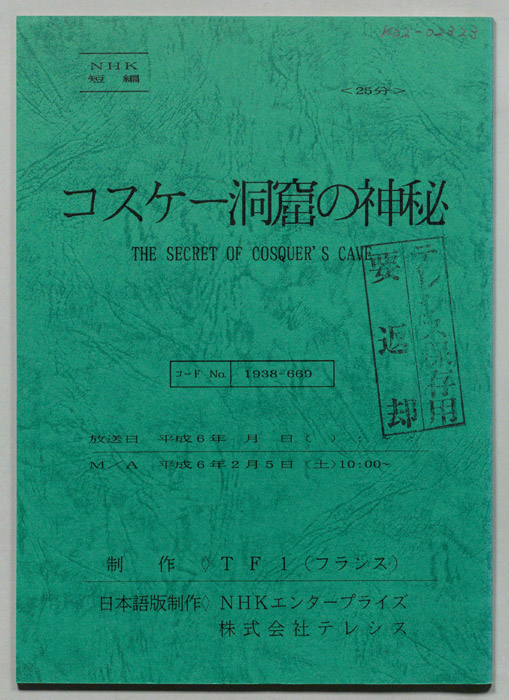 K02-02323
NHK
短編
<25分>
コスケー洞窟の神秘
THE SECRET OF COSQUER'S CAVE
テレシス保存用
要返却
コード No. 1938-669
放送日 平成6年 月 日( ) :
M/A 平成6年2月5日(土)10:00~
制 作◇TF1(フランス)
日本語版制作◇NHKエンタープライズ
株式会社テレシス